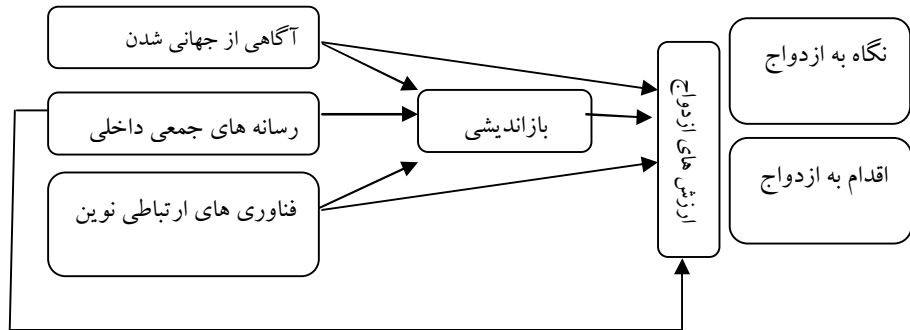 آگاهی از جهانی شدن
رسانه های جمعی داخلی
فناوری های ارتباطی نوین
بازاندیشی
ارزش های ازدواج
نگاه به ازدواج
اقدام به ازدواج